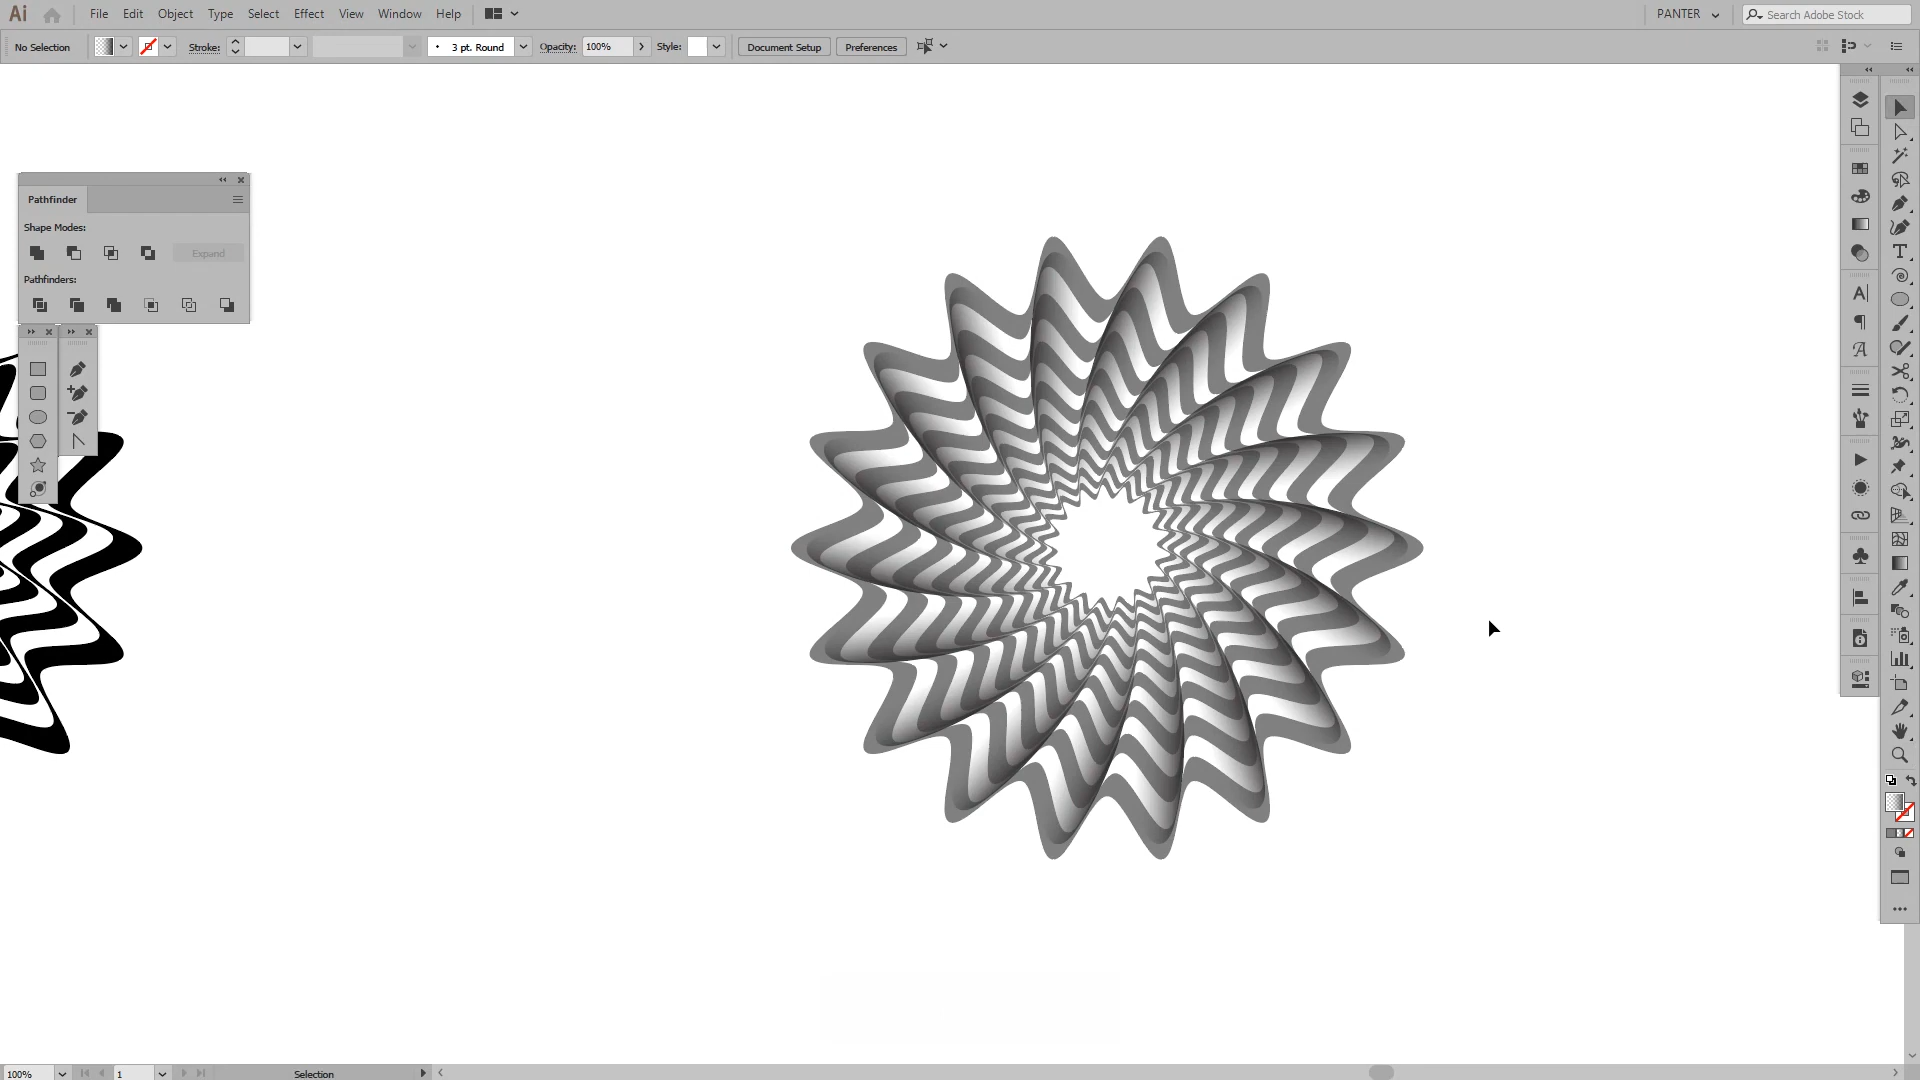 Ai File Edit Object Type Select Effect View Window Help PANTER Search Adobe Stock
No Selection Stroke: 3 pt. Round Opacity: 100% Style: Document Setup Preferences
Pathfinder
Shape Modes:
Expand
Pathfinders:
100% 1 Selection